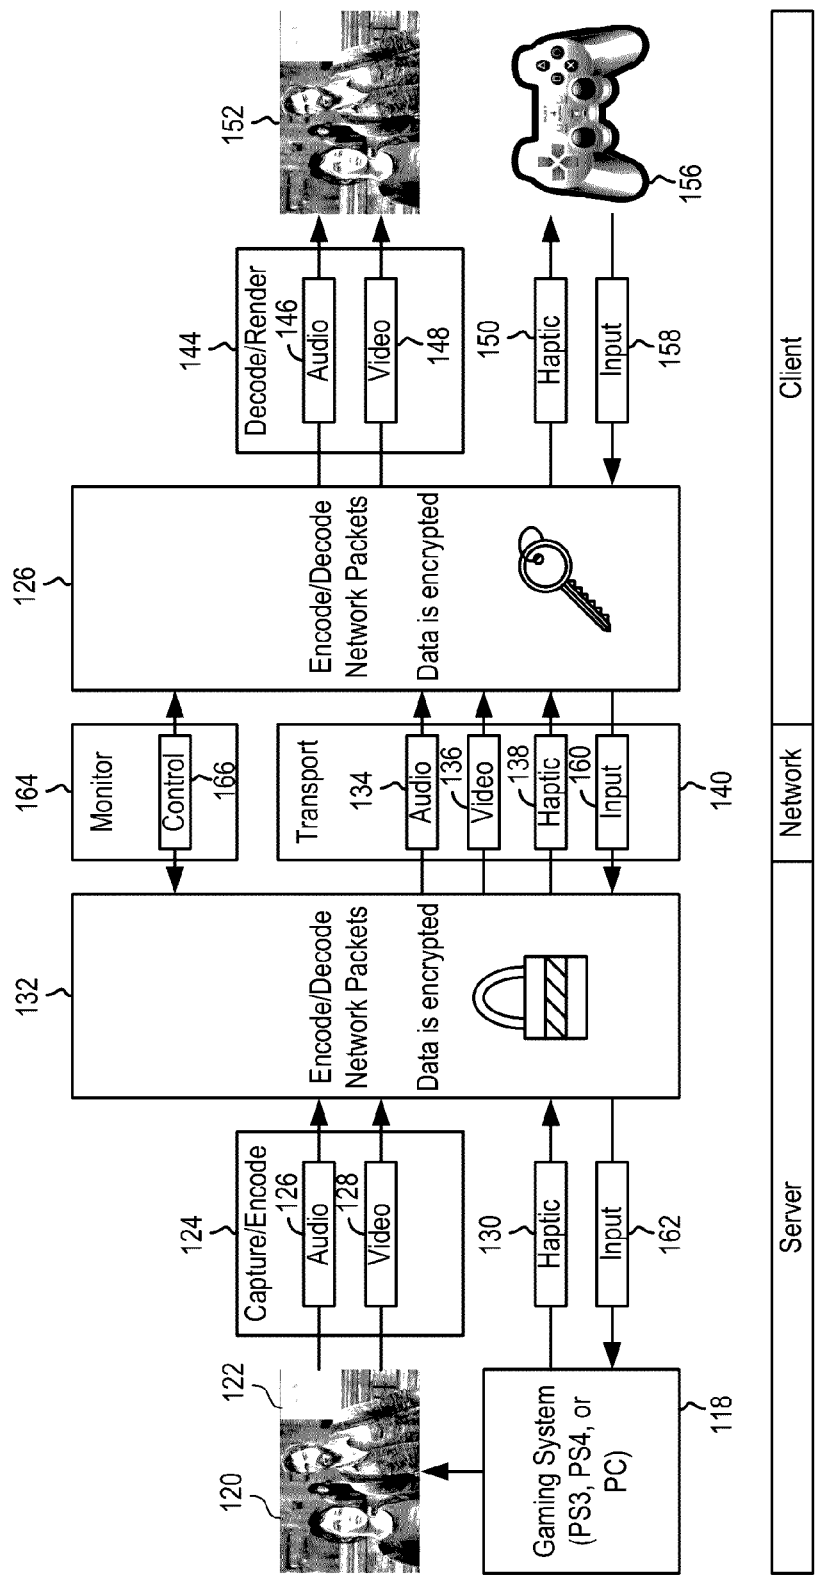 120
122
Gaming System
(PS3, PS4, or
PC)
118
124
Capture/Encode
126
Audio
128
Video
130
Haptic
Input
162
132
Encode/Decode
Network Packets
Data is encrypted
164
Monitor
Control
166
Transport
134
Audio
136
Video
138
Haptic
160
Input
140
126
Encode/Decode
Network Packets
Data is encrypted
144
Decode/Render
146
Audio
Video
148
150
Haptic
Input
158
152
156
Server
Network
Client